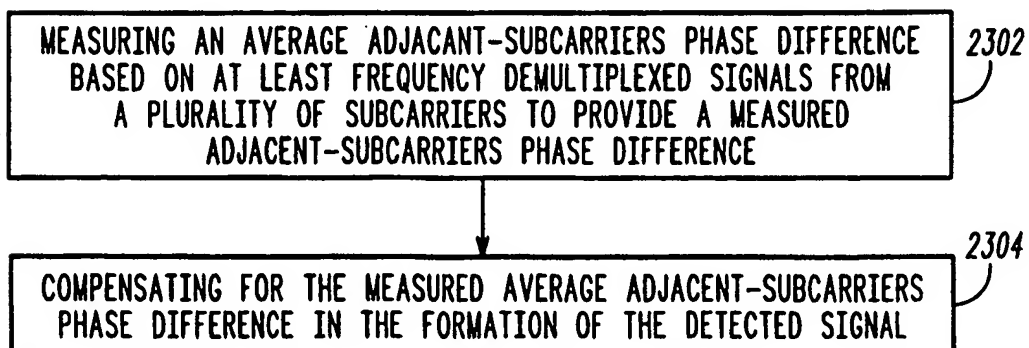 MEASURING AN AVERAGE ADJACANT-SUBCARRIERS PHASE DIFFERENCE
BASED ON AT LEAST FREQUENCY DEMULTIPLEXED SIGNALS FROM
A PLURALITY OF SUBCARRIERS TO PROVIDE A MEASURED
ADJACENT-SUBCARRIERS PHASE DIFFERENCE
2302
COMPENSATING FOR THE MEASURED AVERAGE ADJACENT-SUBCARRIERS
PHASE DIFFERENCE IN THE FORMATION OF THE DETECTED SIGNAL
2304